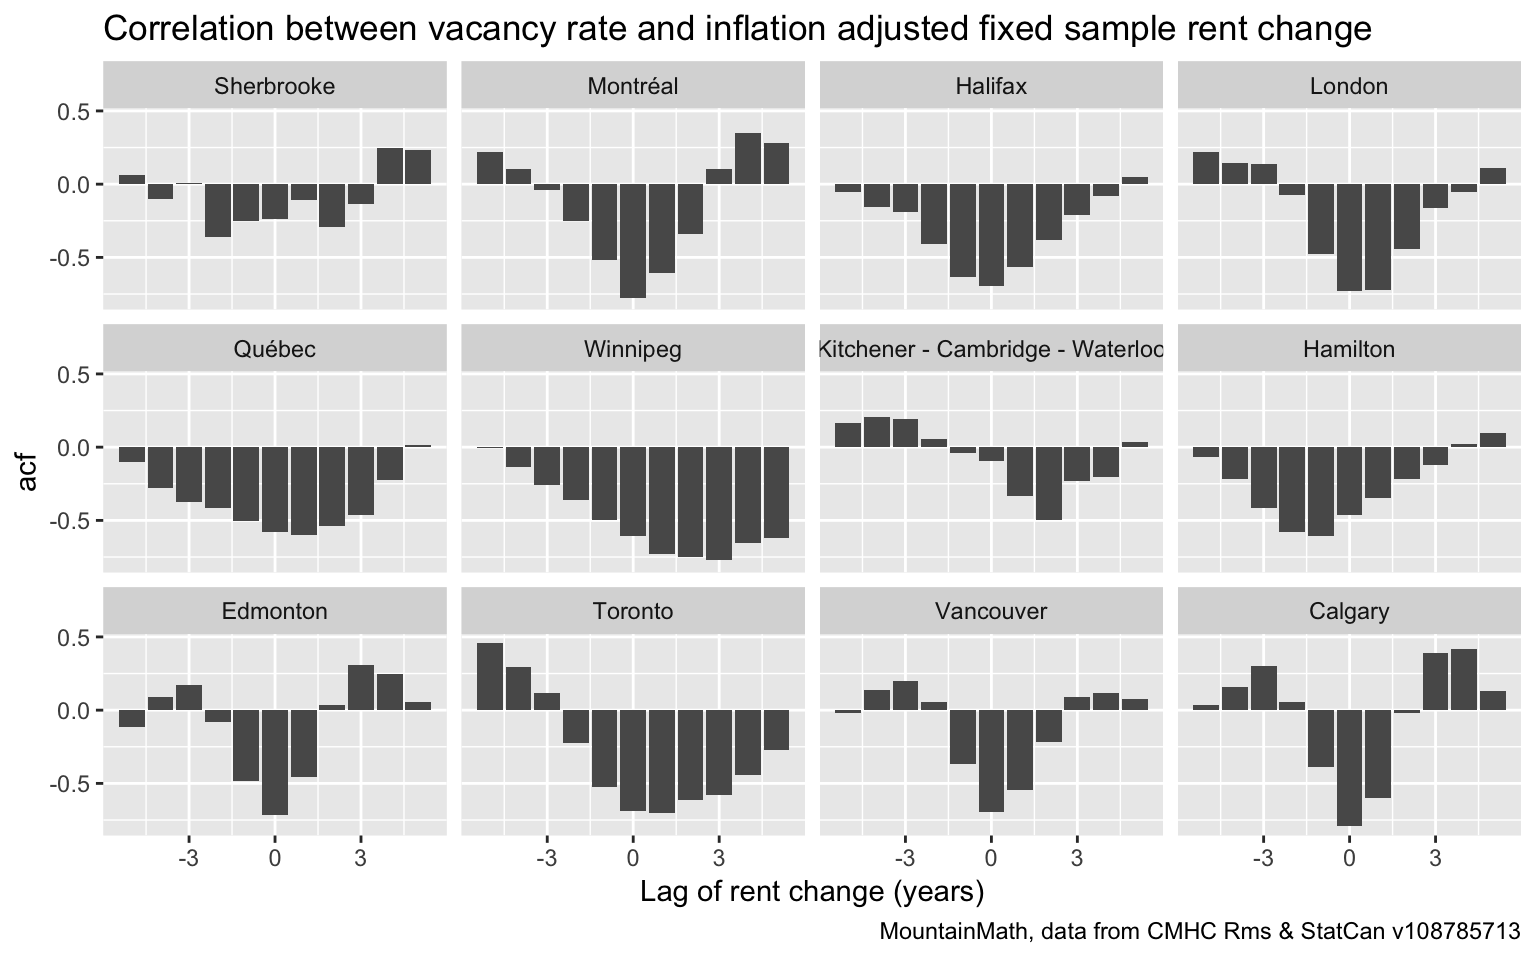 Correlation between vacancy rate and inflation adjusted fixed sample rent change
Sherbrooke Montréal Halifax London
0.5
0.0
-0.5
Québec Winnipeg Kitchener - Cambridge - Waterloo Hamilton
0.5
0.0
-0.5
acf
Edmonton Toronto Vancouver Calgary
0.5
0.0
-0.5
-3 0 3 -3 0 3 -3 0 3 -3 0 3
Lag of rent change (years)
MountainMath, data from CMHC Rms & StatCan v108785713